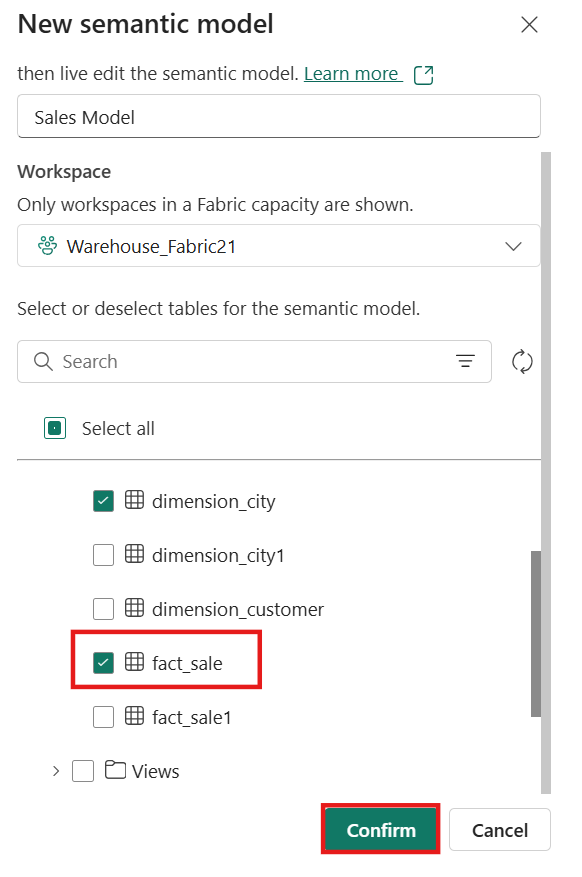 New semantic model
then live edit the semantic model. Learn more
Sales Model
Workspace
Only workspaces in a Fabric capacity are shown.
Warehouse_Fabric21
Select or deselect tables for the semantic model.
Search
Select all
dimension_city
dimension_city1
dimension_customer
fact_sale
fact_sale1
Views
Confirm Cancel